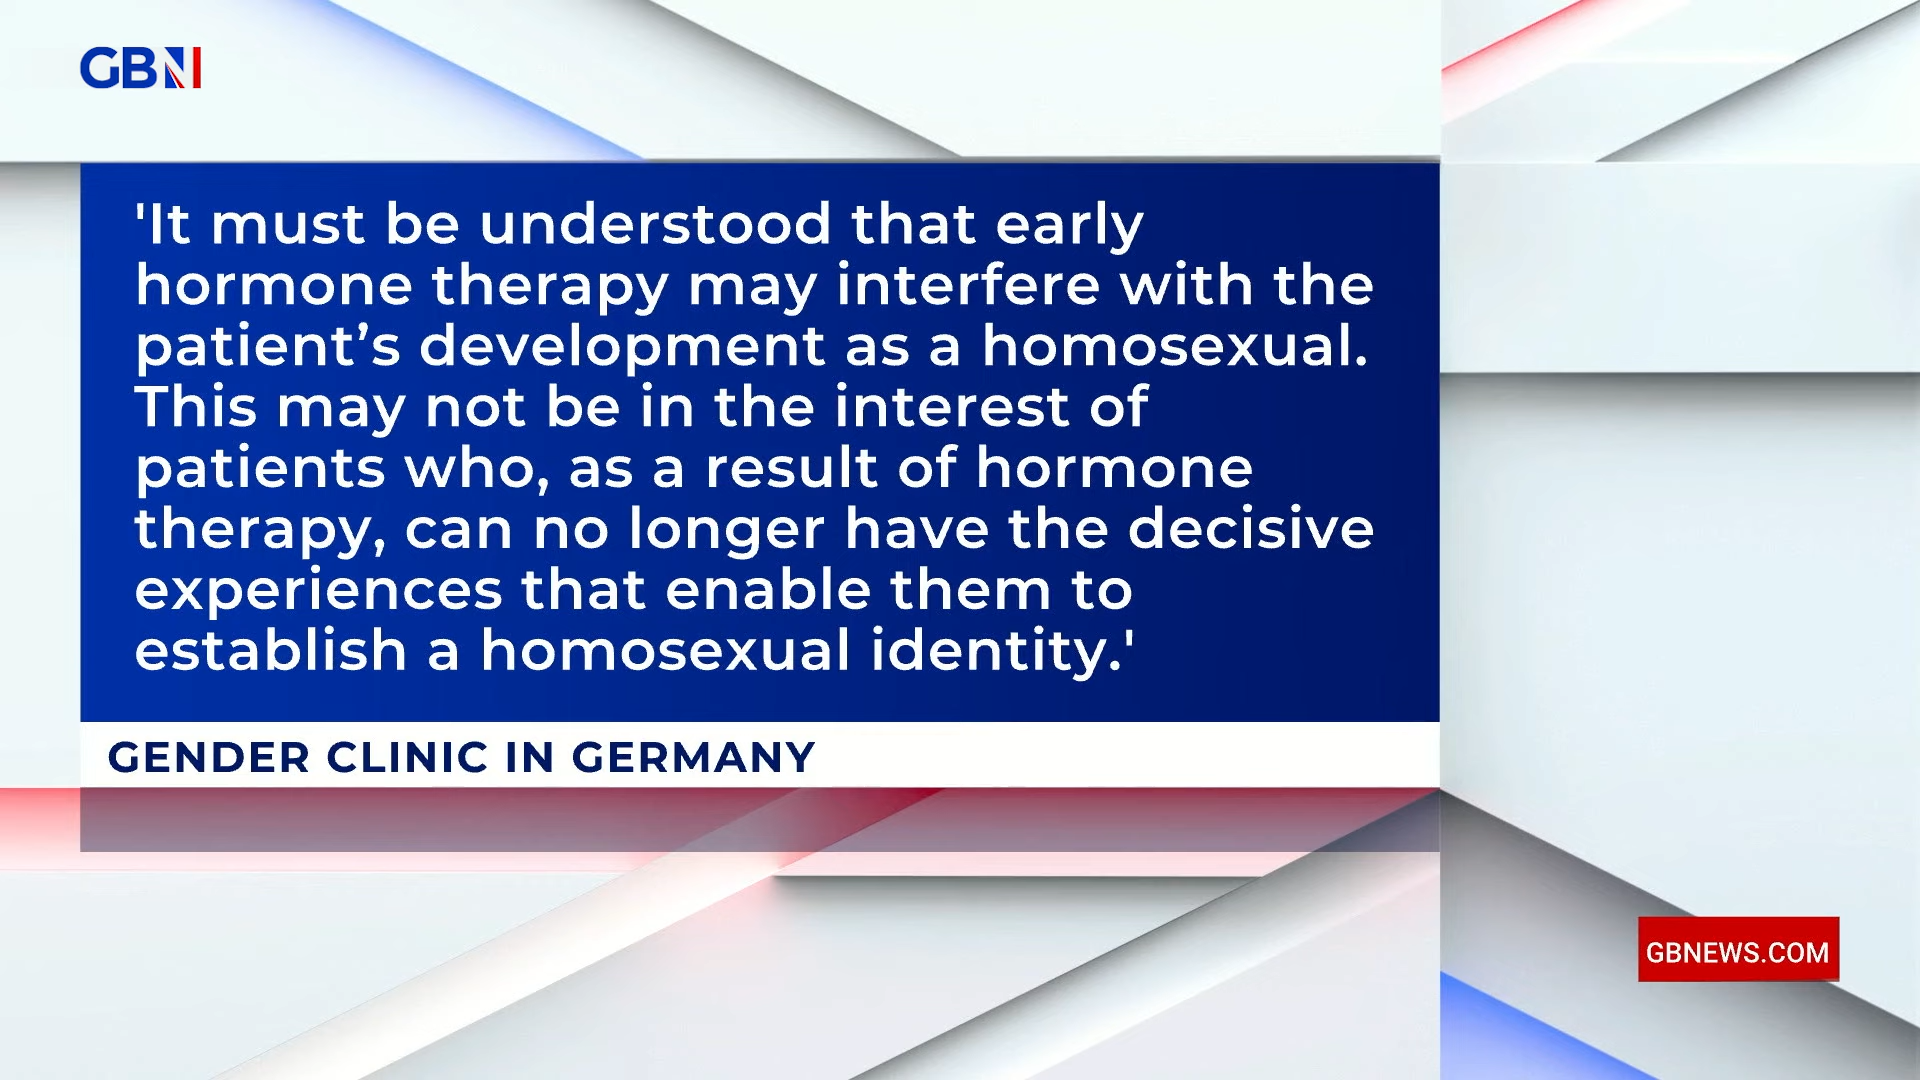 GBN
'It must be understood that early
hormone therapy may interfere with the
patient’s development as a homosexual.
This may not be in the interest of
patients who, as a result of hormone
therapy, can no longer have the decisive
experiences that enable them to
establish a homosexual identity.'
GENDER CLINIC IN GERMANY
GBNEWS.COM